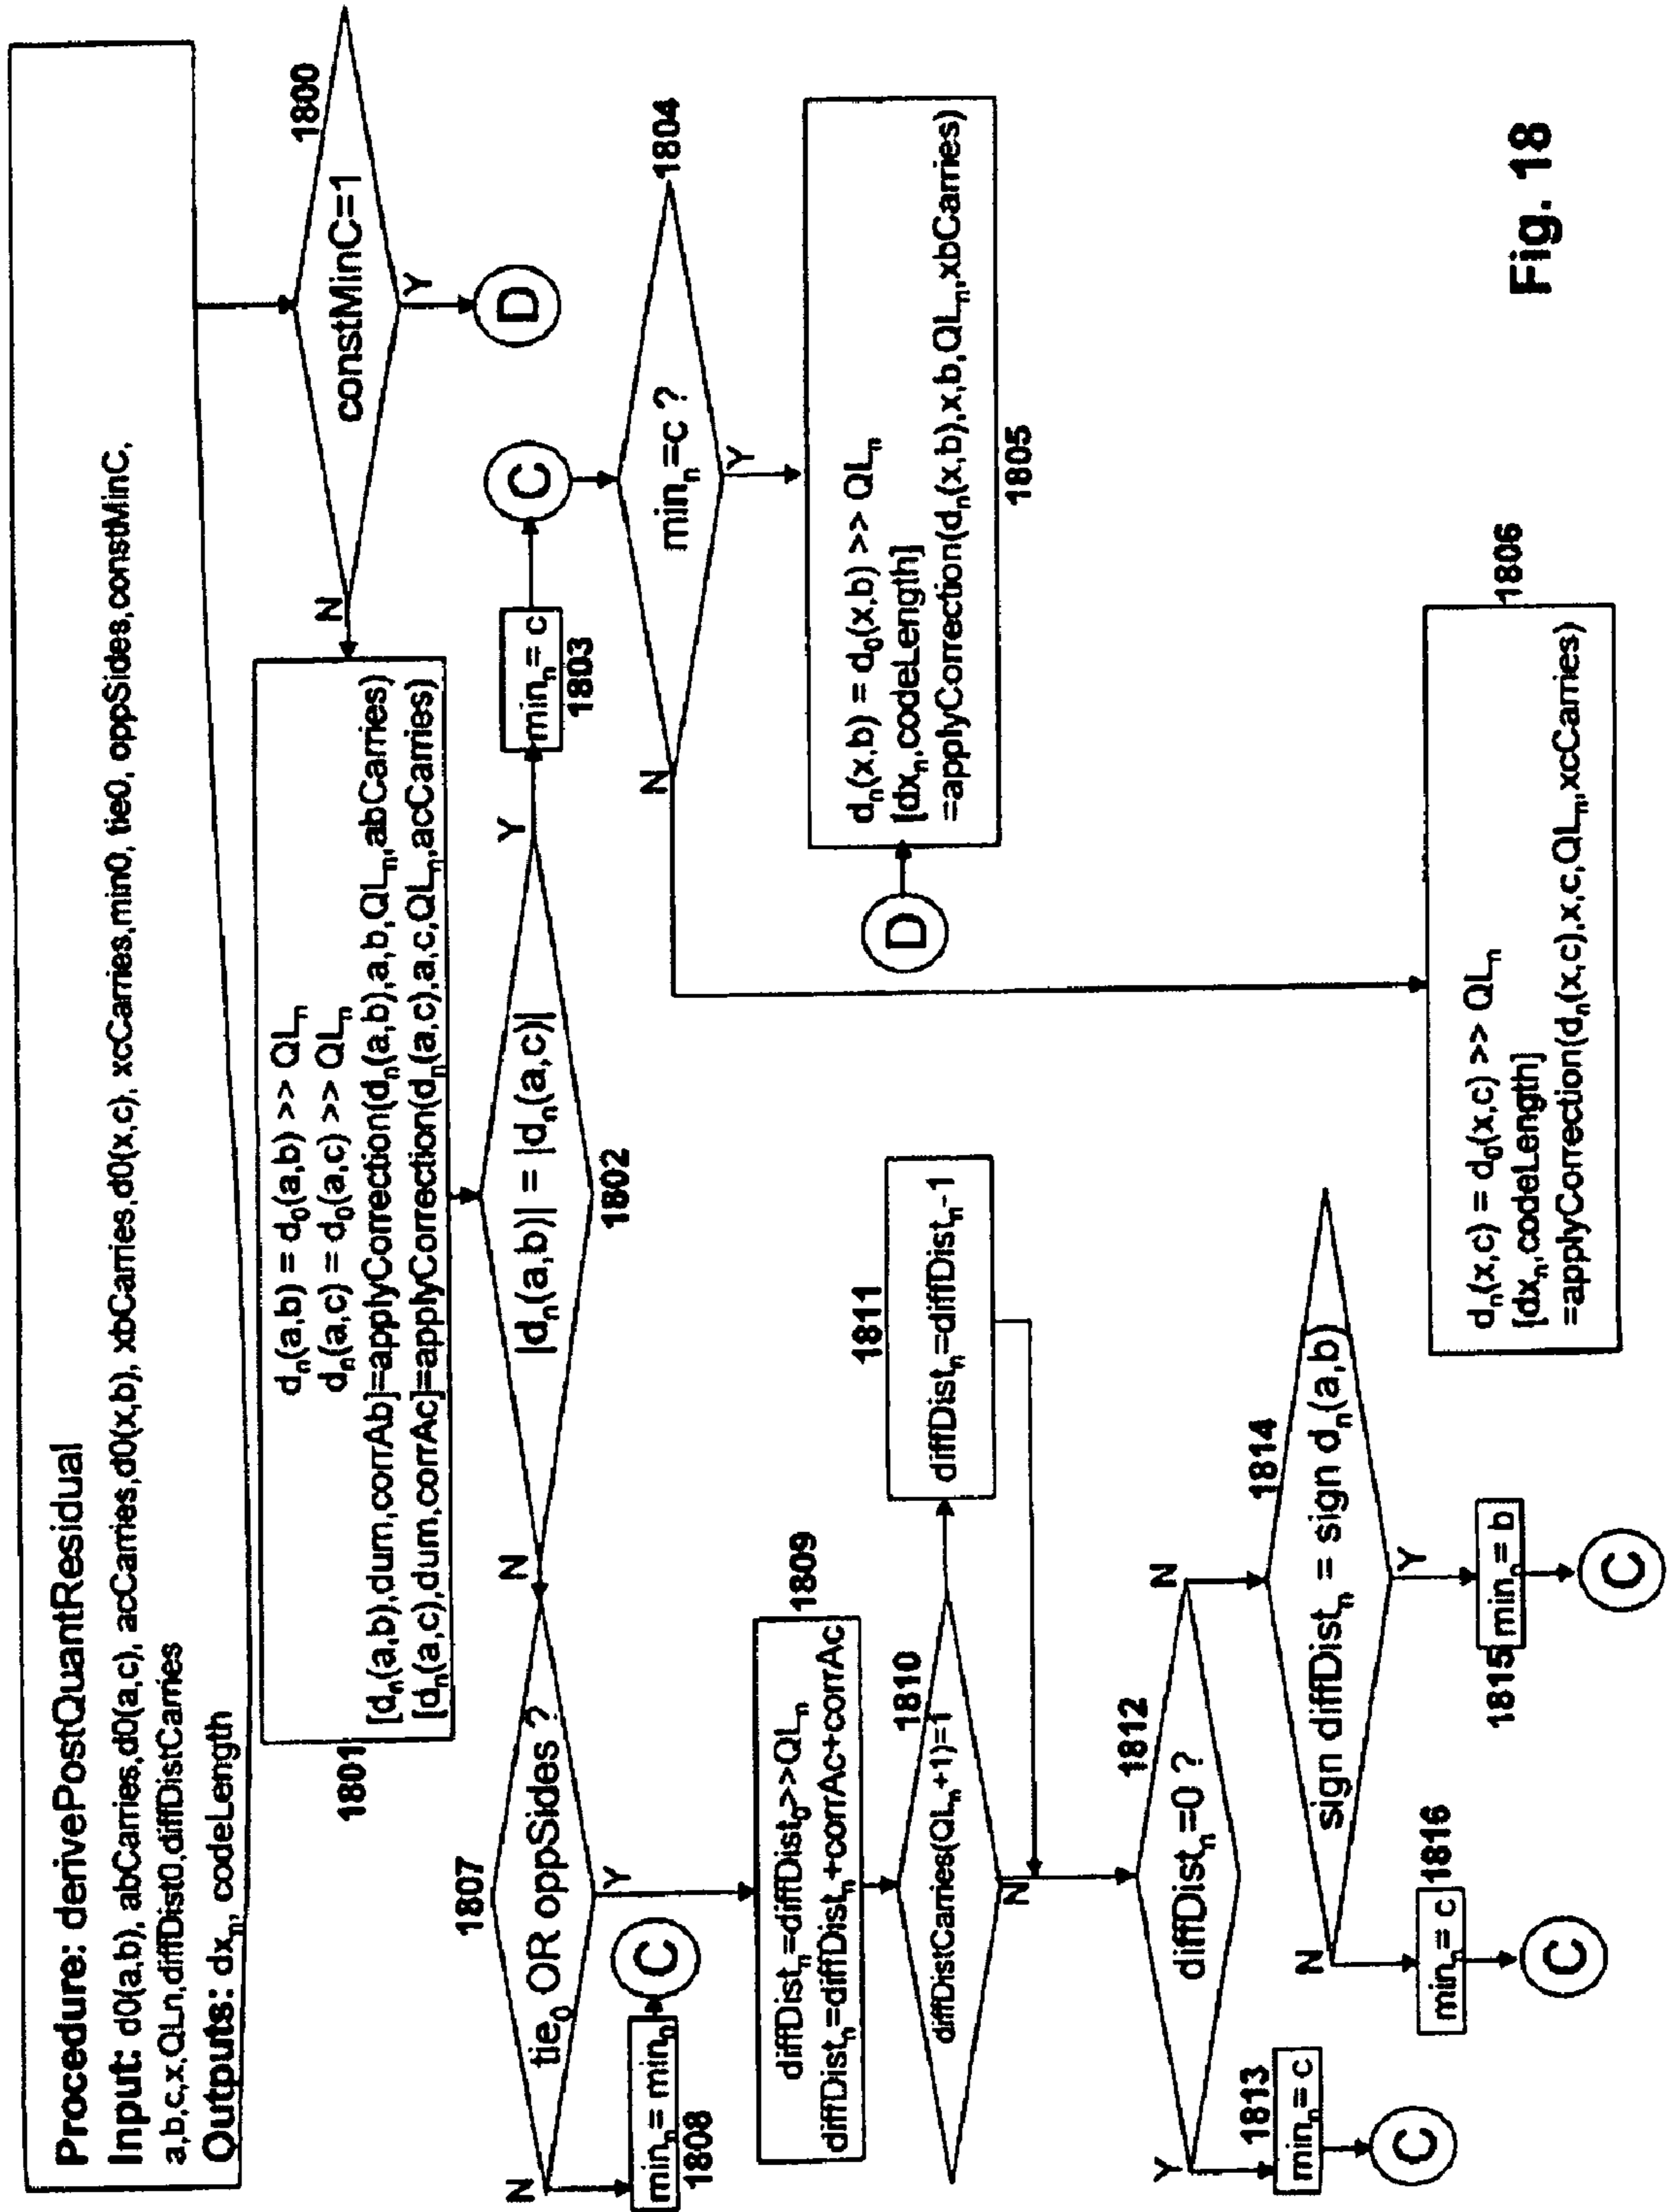 Procedure: derivePostQuantResidual
Input: d0(a,b), abCarries,d0(a,c), acCarries,d0(x,b), xbCarries,d0(x,c), xcCarries,min0, tie0, oppSides,constMinC,
a,b,c,x,QLn,diffDist0,diffDistCarries
Outputs: dxₙ, codeLength
1800
constMinC=1
Y
D
N
1801
dₙ(a,b) = d₀(a,b) >> QLₙ
dₙ(a,c) = d₀(a,c) >> QLₙ
[dₙ(a,b),dum,corrAb]=applyCorrection(dₙ(a,b),a,b,QLₙ,abCarries)
[dₙ(a,c),dum,corrAc]=applyCorrection(dₙ(a,c),a,c,QLₙ,acCarries)
|dₙ(a,b)| = |dₙ(a,c)|
1802
Y
minₙ = c
1803
C
minₙ =c ?
1804
Y
N
D
dₙ(x,b) = d₀(x,b) >> QLₙ
[dxₙ,codeLength]
=applyCorrection(dₙ(x,b),x,b,QLₙ,xbCarries)
1805
1806
dₙ(x,c) = d₀(x,c) >> QLₙ
[dxₙ,codeLength]
=applyCorrection(dₙ(x,c),x,c,QLₙ,xcCarries)
N
1807
tie₀ OR oppSides ?
N
minₙ = minₙ
1808
C
Y
1809
diffDistₙ=diffDist₀>>QLₙ
diffDistₙ=diffDistₙ+corrAc+corrAc
1810
diffDistCarries(QLₙ+1)=1
N
1811
diffDistₙ=diffDistₙ-1
1812
diffDistₙ=0 ?
Y
1813
minₙ= c
C
N
1814
sign diffDistₙ = sign dₙ(a,b)
N
1816
minₙ= c
C
Y
1815
minₙ= b
C
Fig. 18